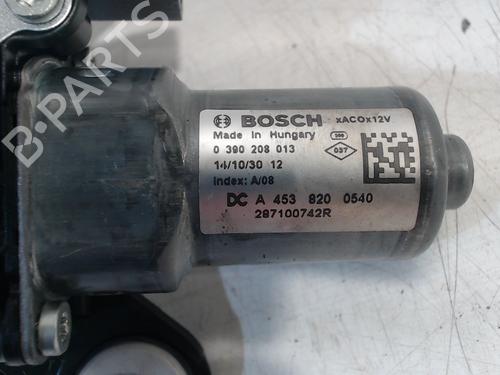 B-PARTS
BOSCH xACOx12V
Made in Hungary
0 390 208 013
14/10/30 12
037
Index: A/08
DC A 453 820 0540
287100742R